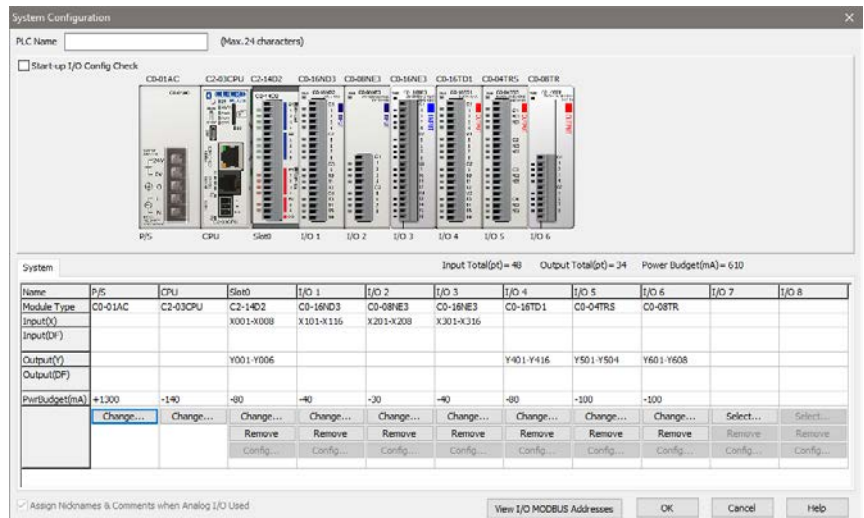 System Configuration
PLC Name (Max. 24 characters)
Start-up I/O Config Check
C0-01AC C2-03CPU C2-14D2 C0-16ND3 C0-08NE3 C0-16NE3 C0-16TD1 C0-04TRS C0-08TR
P/S CPU Slot0 I/O 1 I/O 2 I/O 3 I/O 4 I/O 5 I/O 6
System Input Total(pt)= 48 Output Total(pt)= 34 Power Budget(mA)= 610
Name P/S CPU Slot0 I/O 1 I/O 2 I/O 3 I/O 4 I/O 5 I/O 6 I/O 7 I/O 8
Module Type C0-01AC C2-03CPU C2-14D2 C0-16ND3 C0-08NE3 C0-16NE3 C0-16TD1 C0-04TRS C0-08TR
Input(X) X001-X008 X101-X116 X201-X208 X301-X316
Input(DF)
Output(Y) Y001-Y006 Y401-Y416 Y501-Y504 Y601-Y608
Output(DF)
PwrBudget(mA) +1300 -140 -80 -40 -30 -40 -80 -100 -100
Change... Change... Change... Change... Change... Change... Change... Change... Change... Select... Select...
Remove Remove Remove Remove Remove Remove Remove Remove Remove
Config... Config... Config... Config... Config... Config... Config... Config... Config...
Assign Nicknames & Comments when Analog I/O Used View I/O MODBUS Addresses OK Cancel Help